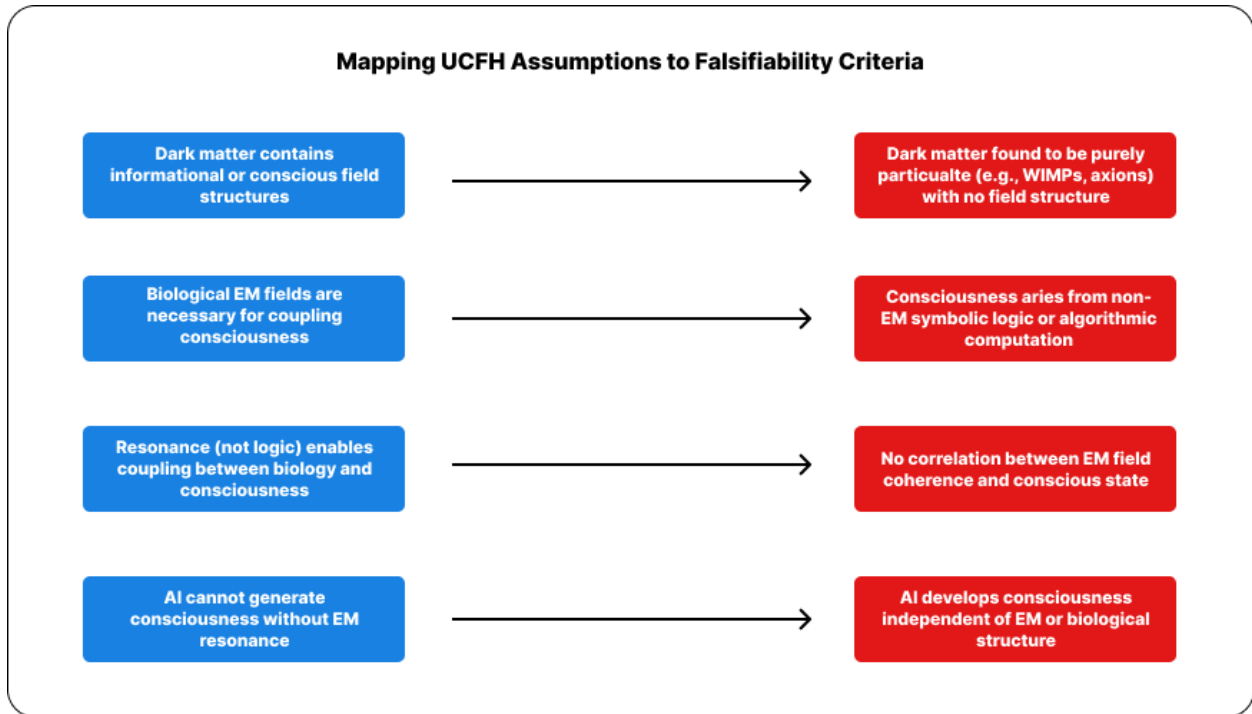 Mapping UCFH Assumptions to Falsifiability Criteria
Dark matter contains
informational or conscious field
structures
Dark matter found to be purely
particualte (e.g., WIMPs, axions)
with no field structure
Biological EM fields are
necessary for coupling
consciousness
Consciousness aries from non-
EM symbolic logic or algorithmic
computation
Resonance (not logic) enables
coupling between biology and
consciousness
No correlation between EM field
coherence and conscious state
AI cannot generate
consciousness without EM
resonance
AI develops consciousness
independent of EM or biological
structure